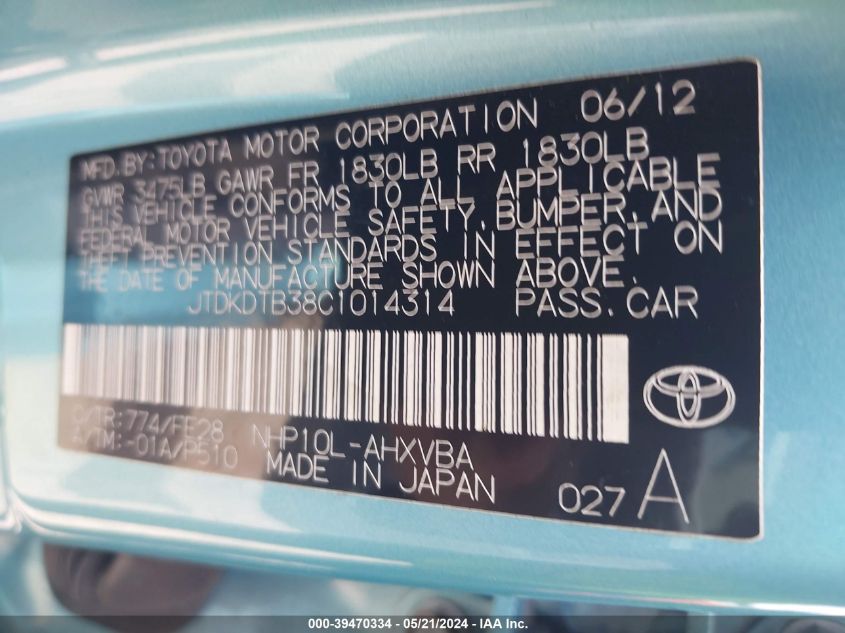 MFD.BY:TOYOTA MOTOR CORPORATION 06/12
GVWR 3475LB GAWR FR 1830LB RR 1830LB
THIS VEHICLE CONFORMS TO ALL APPLICABLE
FEDERAL MOTOR VEHICLE SAFETY,BUMPER,AND
THEFT PREVENTION STANDARDS IN EFFECT ON
THE DATE OF MANUFACTURE SHOWN ABOVE.
JTDKDTB38C1014314 PASS.CAR
C/TR:774/FE28
A/TM:-01A/P510
NHP10L-AHXVBA
MADE IN JAPAN
027 A
000-39470334 - 05/21/2024 - IAA Inc.